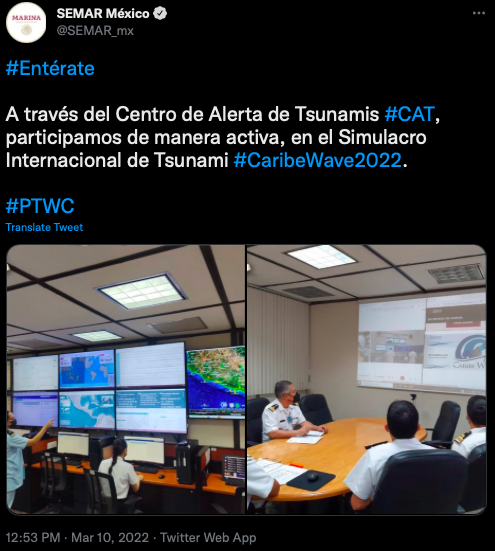 MARINA
SEMAR México
@SEMAR_mx
#Entérate
A través del Centro de Alerta de Tsunamis #CAT,
participamos de manera activa, en el Simulacro
Internacional de Tsunami #CaribeWave2022.
#PTWC
Translate Tweet
12:53 PM · Mar 10, 2022 · Twitter Web App